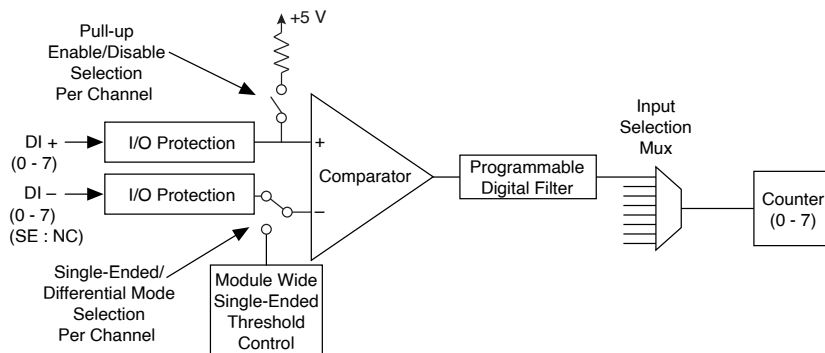 +5 V
Pull-up
Enable/Disable
Selection
Per Channel
DI +
(0 - 7)
I/O Protection
+
DI –
(0 - 7)
(SE : NC)
I/O Protection
–
Comparator
Programmable
Digital Filter
Input
Selection
Mux
Counter
(0 - 7)
Single-Ended/
Differential Mode
Selection
Per Channel
Module Wide
Single-Ended
Threshold
Control